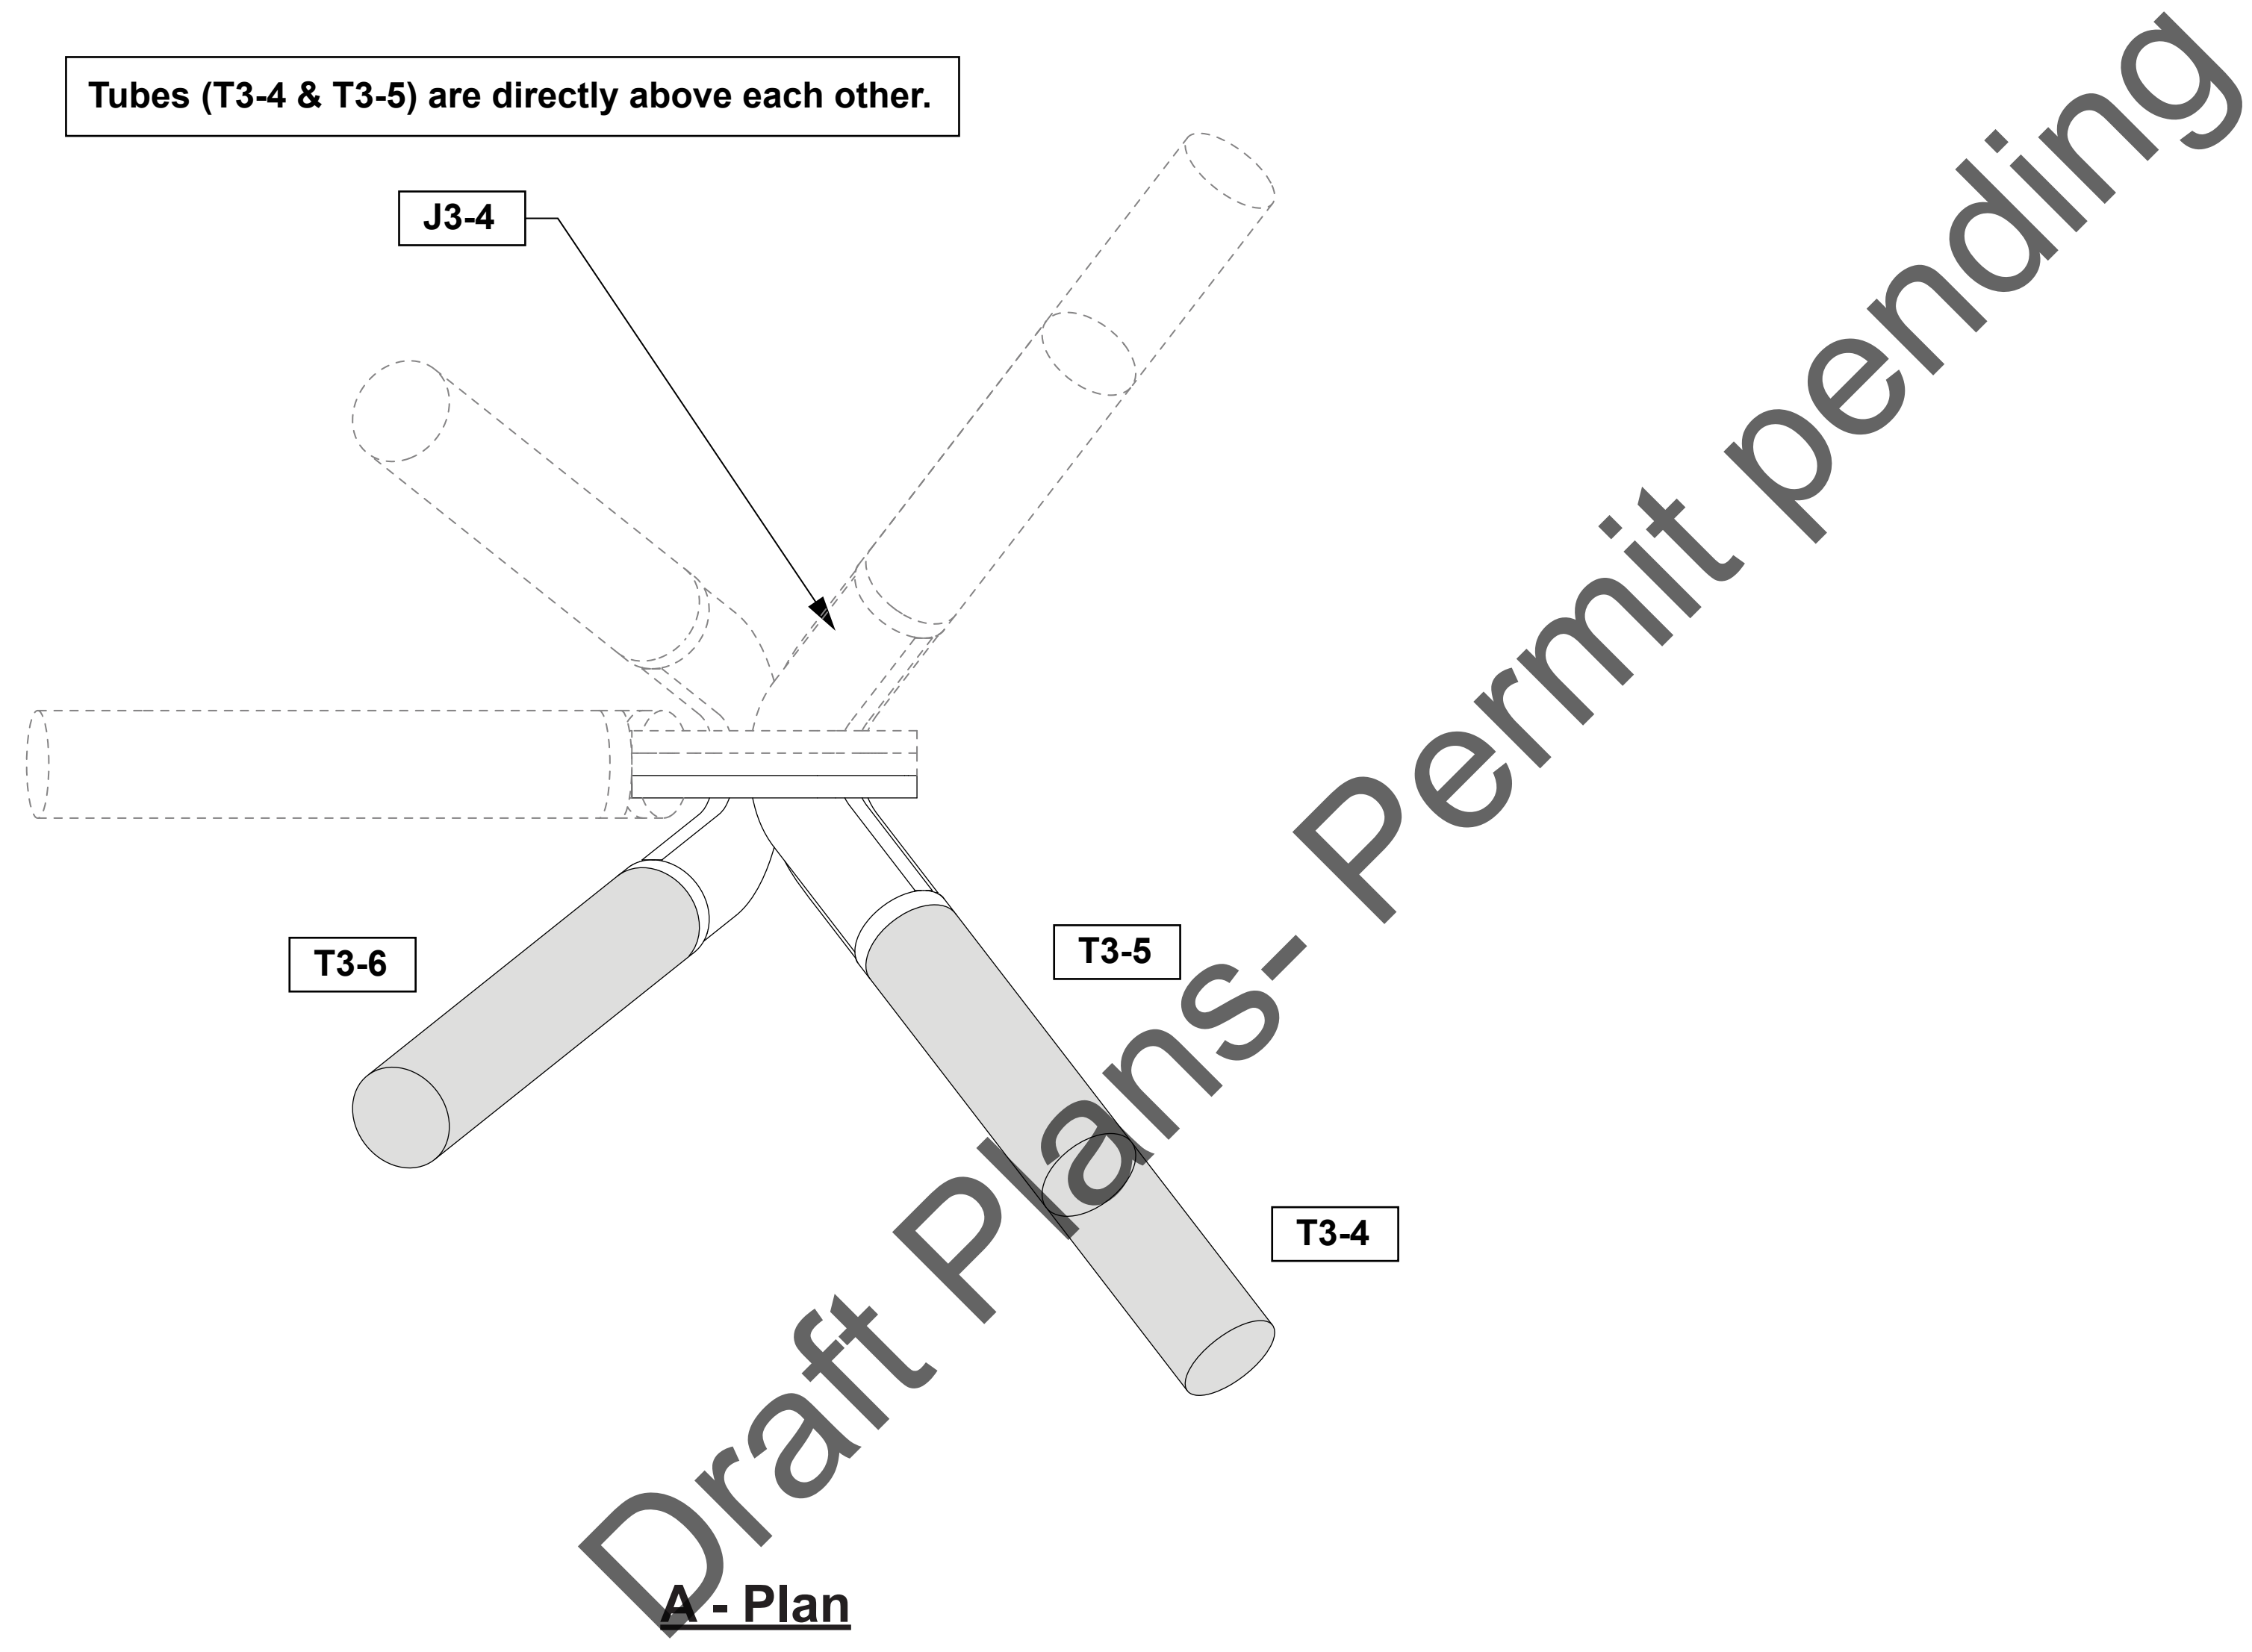 Tubes (T3-4 & T3-5) are directly above each other.
J3-4
T3-6
T3-5
T3-4
Draft Plans- Permit pending
A - Plan